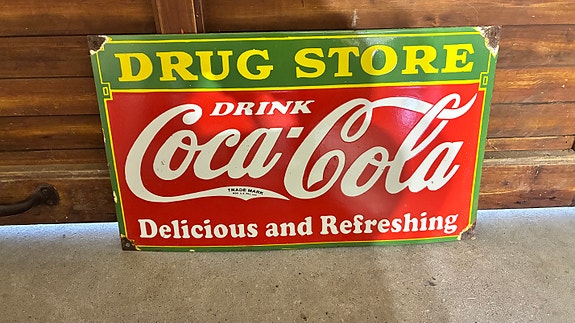 DRUG STORE
DRINK
Coca-Cola
TRADE MARK
Delicious and Refreshing